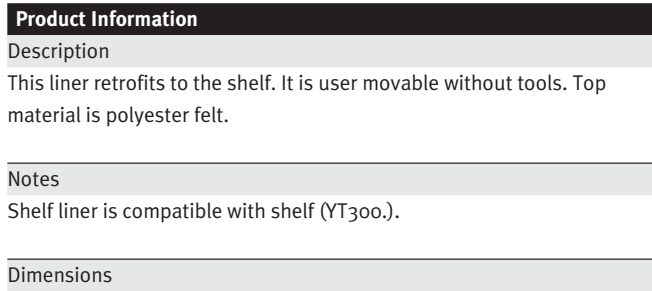 Product Information
Description
This liner retrofits to the shelf. It is user movable without tools. Top
material is polyester felt.
Notes
Shelf liner is compatible with shelf (YT300.).
Dimensions